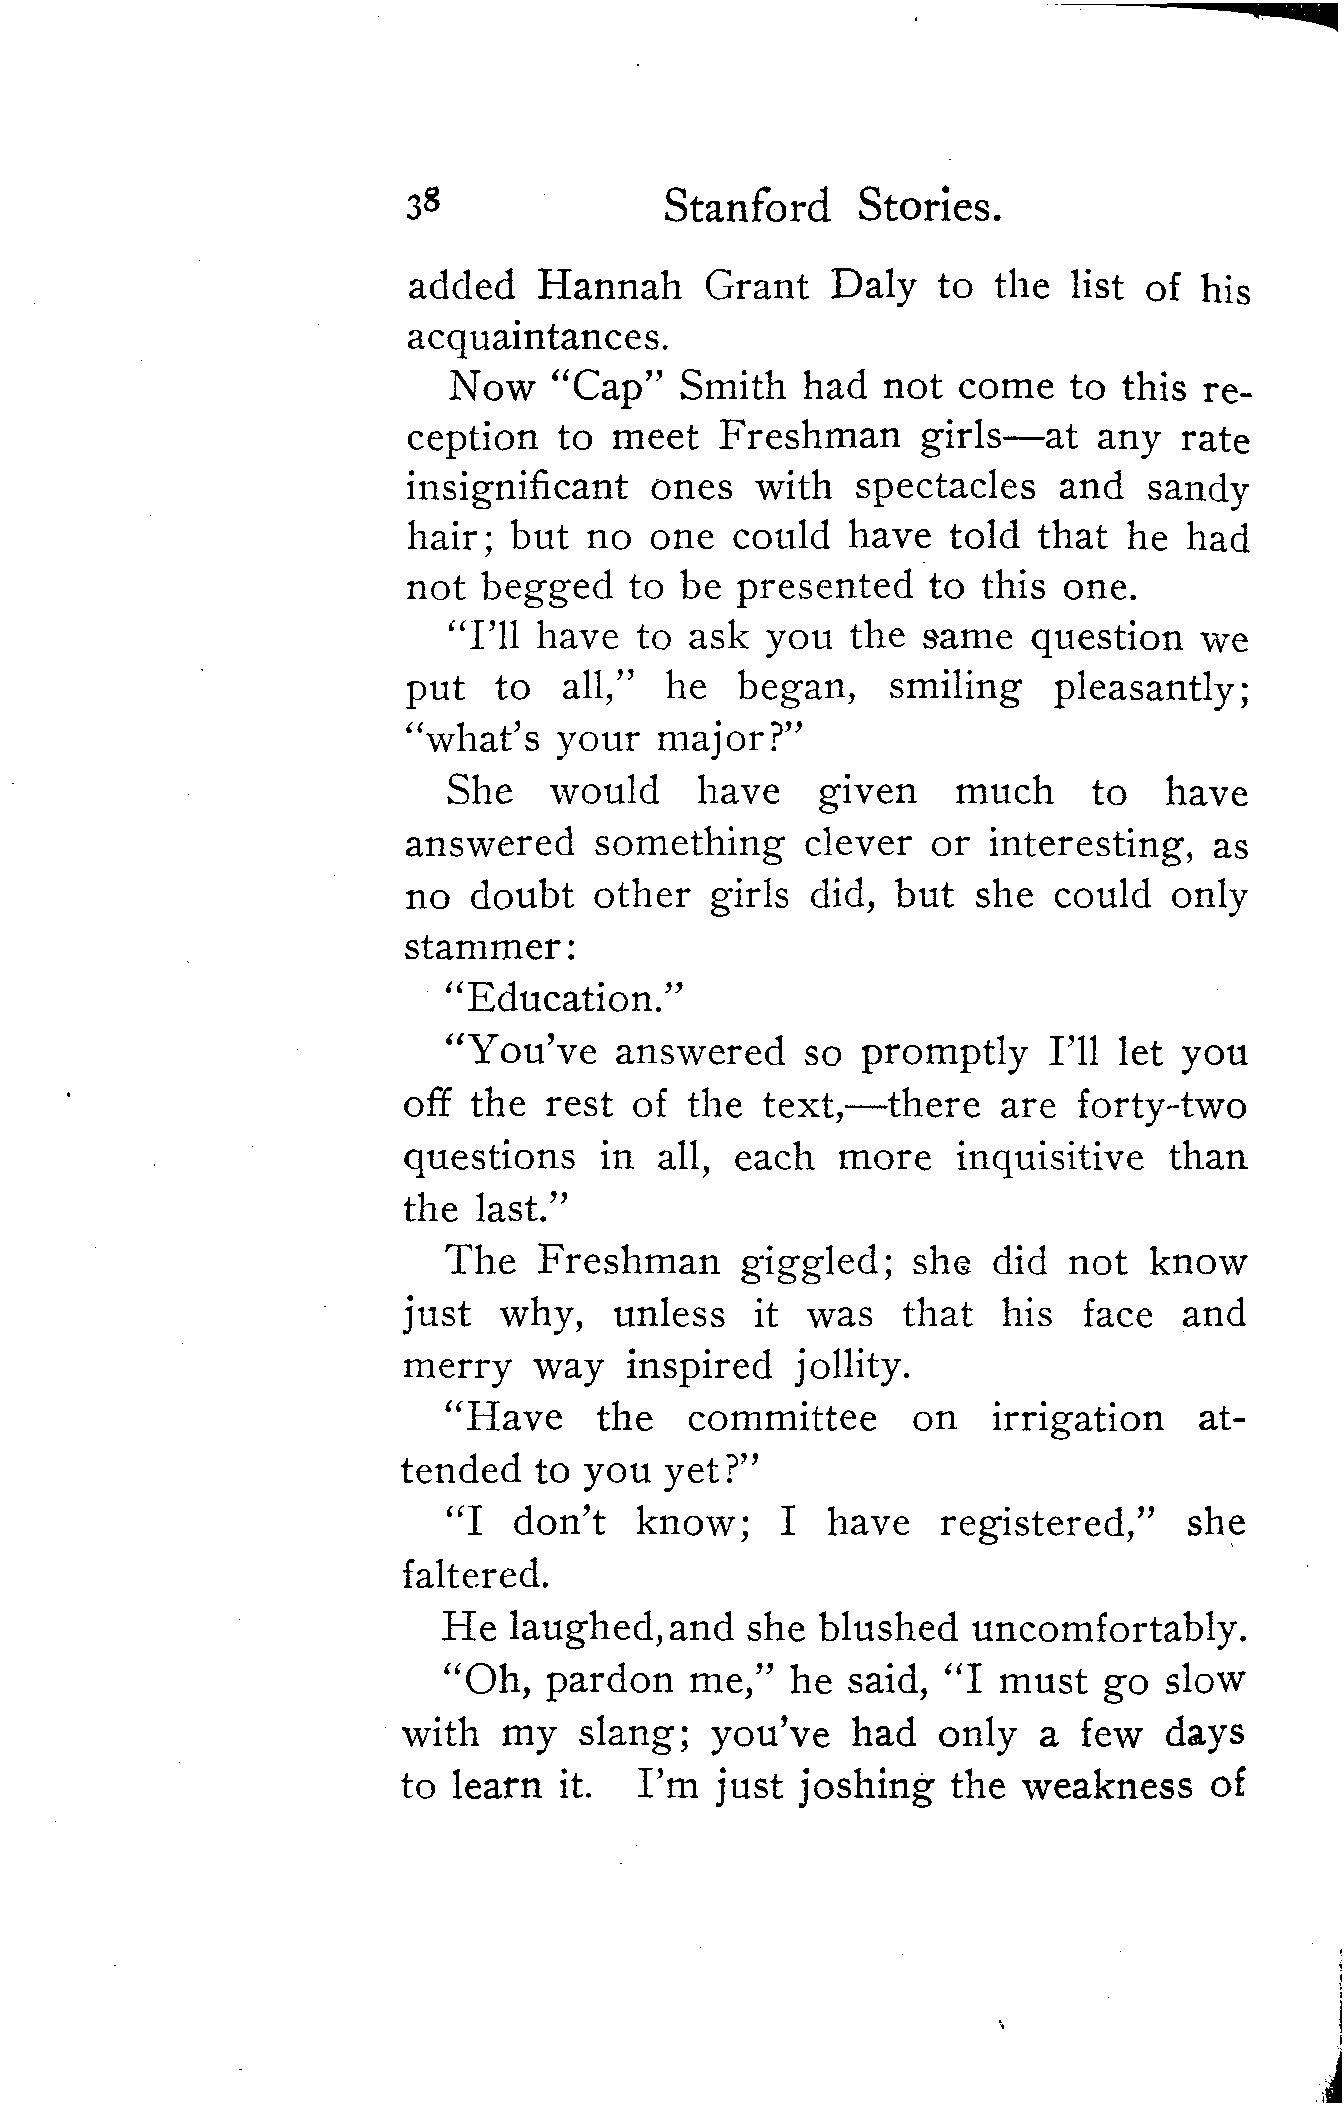 38 Stanford Stories.
added Hannah Grant Daly to the list of his
acquaintances.
Now “Cap” Smith had not come to this re-
ception to meet Freshman girls—at any rate
insignificant ones with spectacles and sandy
hair; but no one could have told that he had
not begged to be presented to this one.
“I’ll have to ask you the same question we
put to all,” he began, smiling pleasantly;
“what’s your major?”
She would have given much to have
answered something clever or interesting, as
no doubt other girls did, but she could only
stammer:
“Education.”
“You’ve answered so promptly I’ll let you
off the rest of the text,—there are forty-two
questions in all, each more inquisitive than
the last.”
The Freshman giggled; she did not know
just why, unless it was that his face and
merry way inspired jollity.
“Have the committee on irrigation at-
tended to you yet?”
“I don’t know; I have registered,” she
faltered.
He laughed, and she blushed uncomfortably.
“Oh, pardon me,” he said, “I must go slow
with my slang; you’ve had only a few days
to learn it. I’m just joshing the weakness of